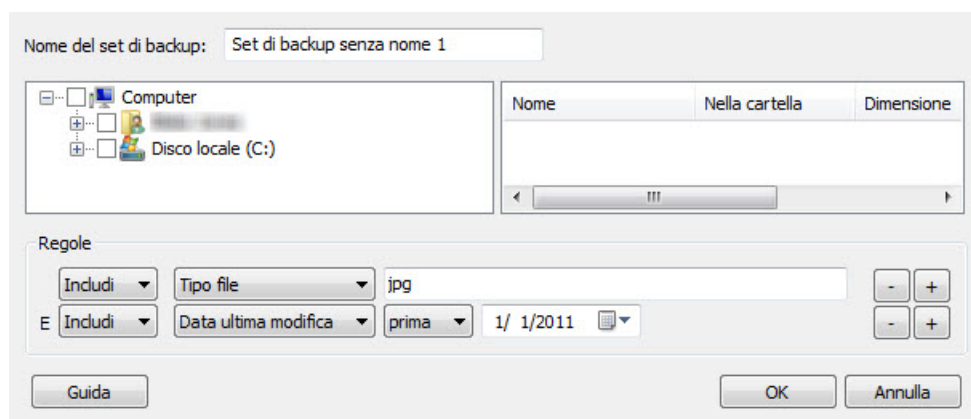 Nome del set di backup: Set di backup senza nome 1
Computer
Disco locale (C:)
Nome Nella cartella Dimensione
Regole
Includi Tipo file jpg - +
E Includi Data ultima modifica prima 1/ 1/2011 - +
Guida OK Annulla